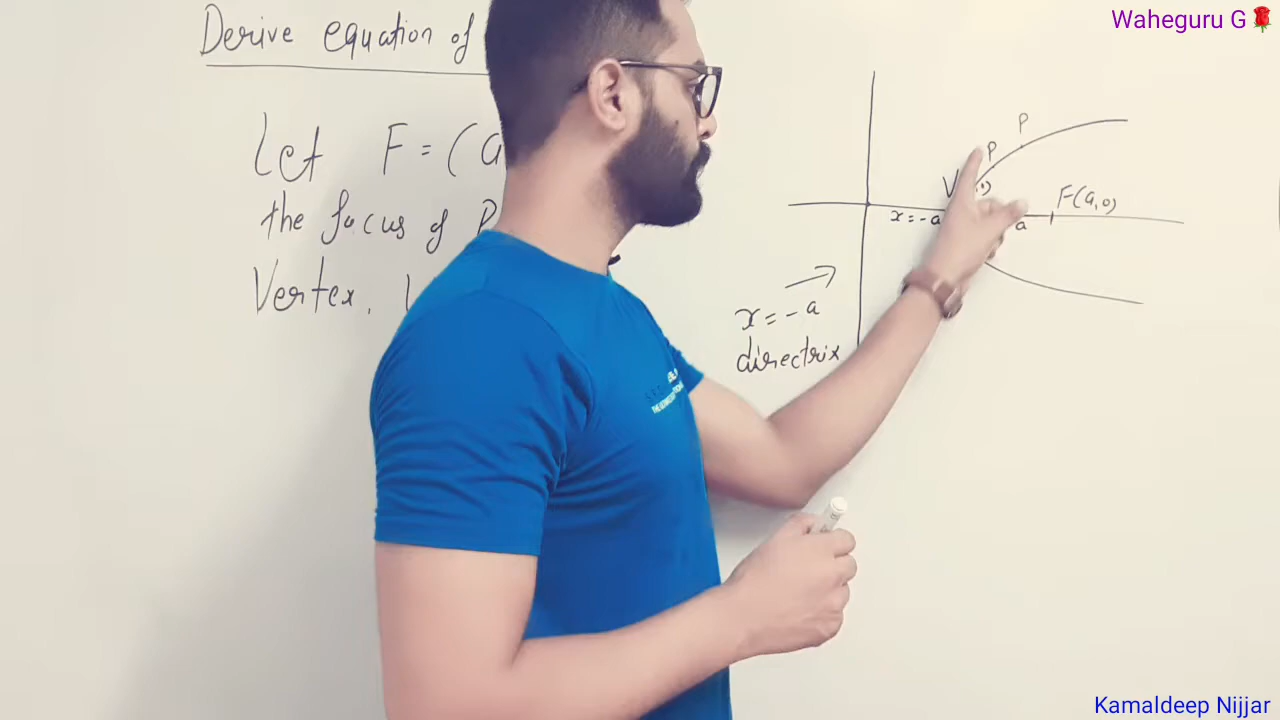 Waheguru G🌹
Derive equation of
Let F = (a
the focus of P
Vertex,
P
P
V
F(a,0)
x = -a
a
x = -a
directrix
Kamaldeep Nijjar